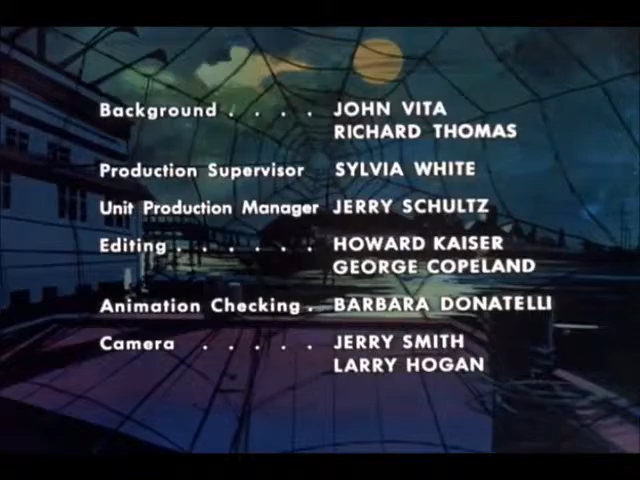 Background . . . . JOHN VITA
RICHARD THOMAS
Production Supervisor SYLVIA WHITE
Unit Production Manager JERRY SCHULTZ
Editing . . . . . . HOWARD KAISER
GEORGE COPELAND
Animation Checking . BARBARA DONATELLI
Camera . . . . . JERRY SMITH
LARRY HOGAN